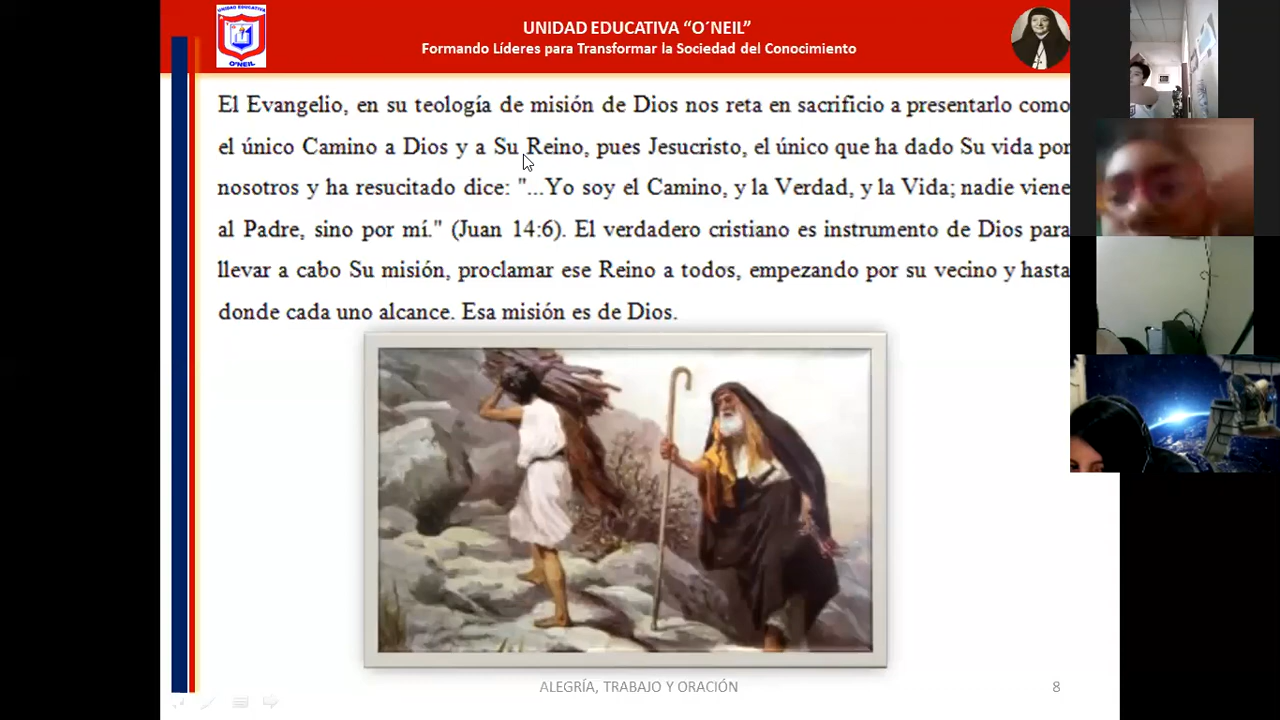 UNIDAD EDUCATIVA
O´NEIL
UNIDAD EDUCATIVA “O´NEIL”
Formando Líderes para Transformar la Sociedad del Conocimiento
El Evangelio, en su teología de misión de Dios nos reta en sacrificio a presentarlo como
el único Camino a Dios y a Su Reino, pues Jesucristo, el único que ha dado Su vida por
nosotros y ha resucitado dice: "...Yo soy el Camino, y la Verdad, y la Vida; nadie viene
al Padre, sino por mí." (Juan 14:6). El verdadero cristiano es instrumento de Dios para
llevar a cabo Su misión, proclamar ese Reino a todos, empezando por su vecino y hasta
donde cada uno alcance. Esa misión es de Dios.
ALEGRÍA, TRABAJO Y ORACIÓN
8